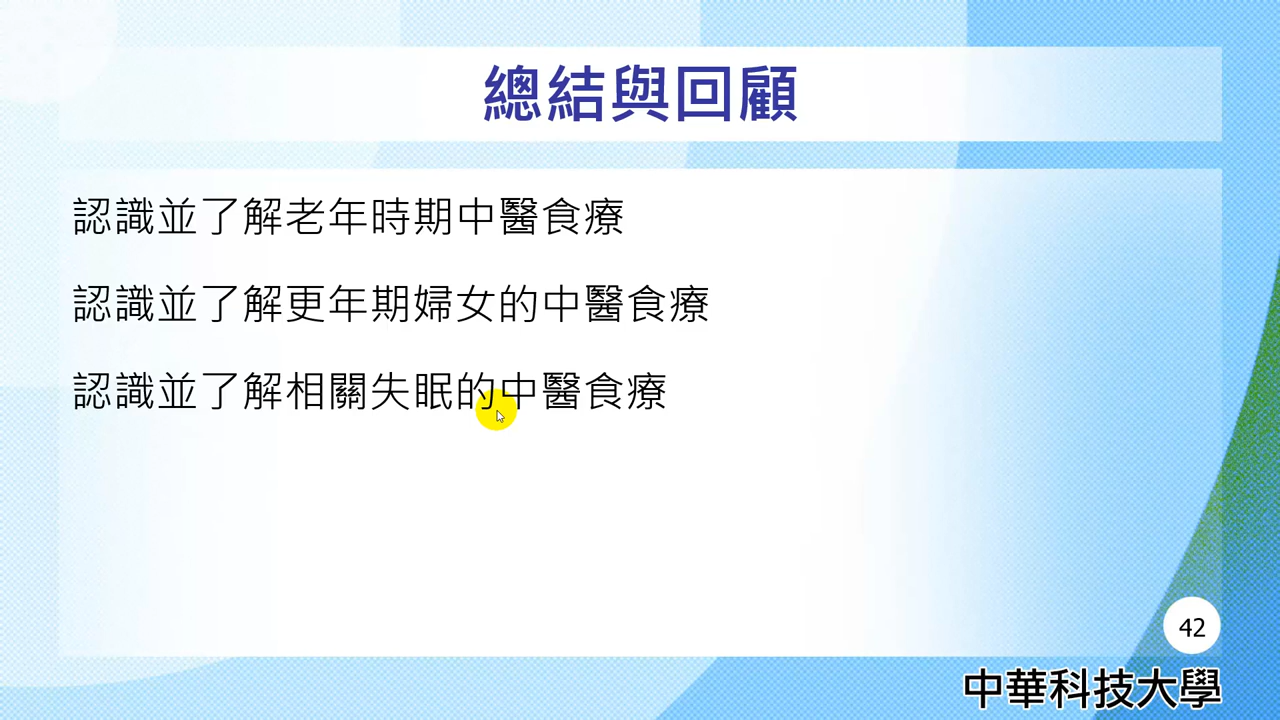 總結與回顧
認識並了解老年時期中醫食療
認識並了解更年期婦女的中醫食療
認識並了解相關失眠的中醫食療
42
中華科技大學